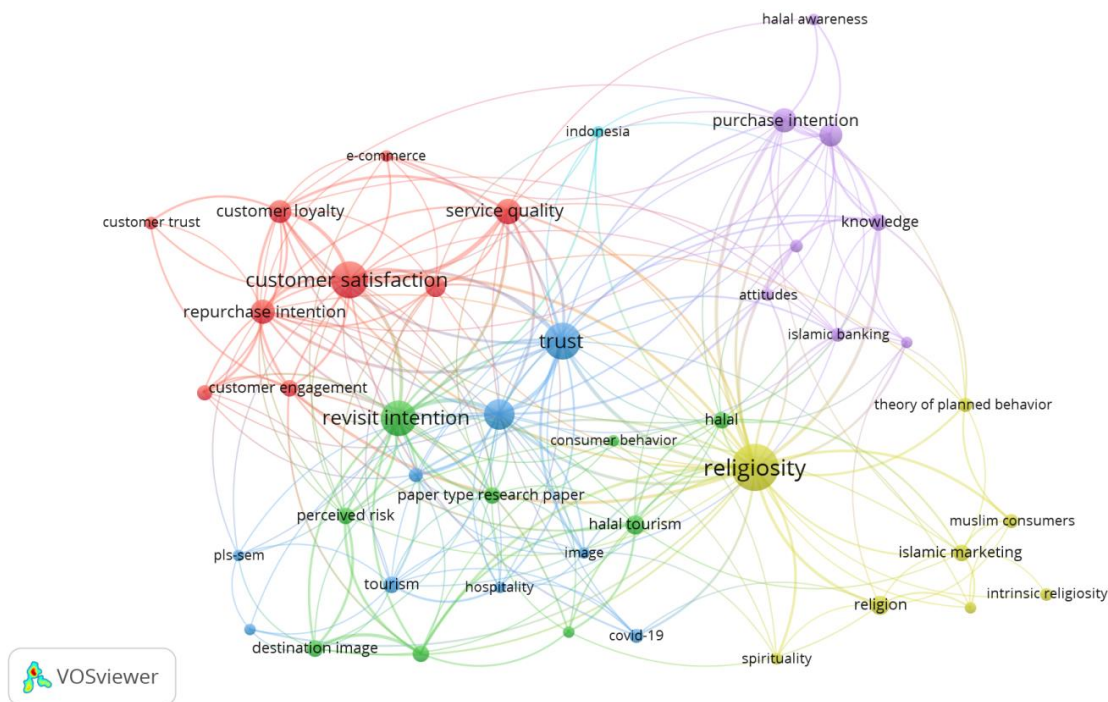 halal awareness
purchase intention
indonesia
e-commerce
customer loyalty
service quality
customer trust
knowledge
customer satisfaction
attitudes
repurchase intention
islamic banking
trust
customer engagement
theory of planned behavior
revisit intention
halal
consumer behavior
religiosity
paper type research paper
perceived risk
halal tourism
muslim consumers
pls-sem
image
islamic marketing
tourism
hospitality
intrinsic religiosity
religion
covid-19
destination image
spirituality
VOSviewer